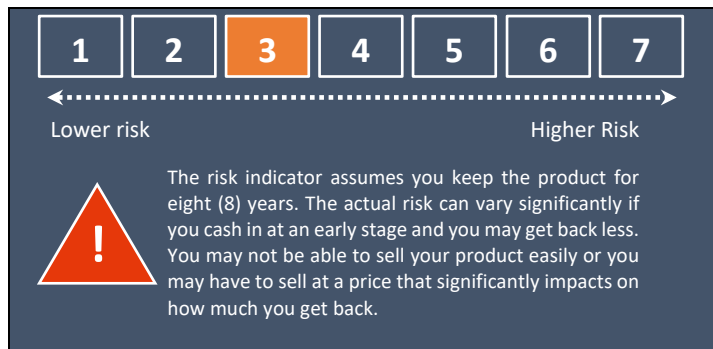 1 2 3 4 5 6 7
Lower risk Higher Risk
!
The risk indicator assumes you keep the product for
eight (8) years. The actual risk can vary significantly if
you cash in at an early stage and you may get back less.
You may not be able to sell your product easily or you
may have to sell at a price that significantly impacts on
how much you get back.